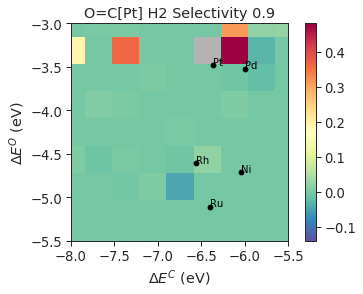 O=C[Pt] H2 Selectivity 0.9
−3.0
−3.5
−4.0
−4.5
−5.0
−5.5
ΔE^O (eV)
Pt
Pd
Rh
Ni
Ru
−8.0 −7.5 −7.0 −6.5 −6.0 −5.5
ΔE^C (eV)
0.4
0.3
0.2
0.1
0.0
−0.1